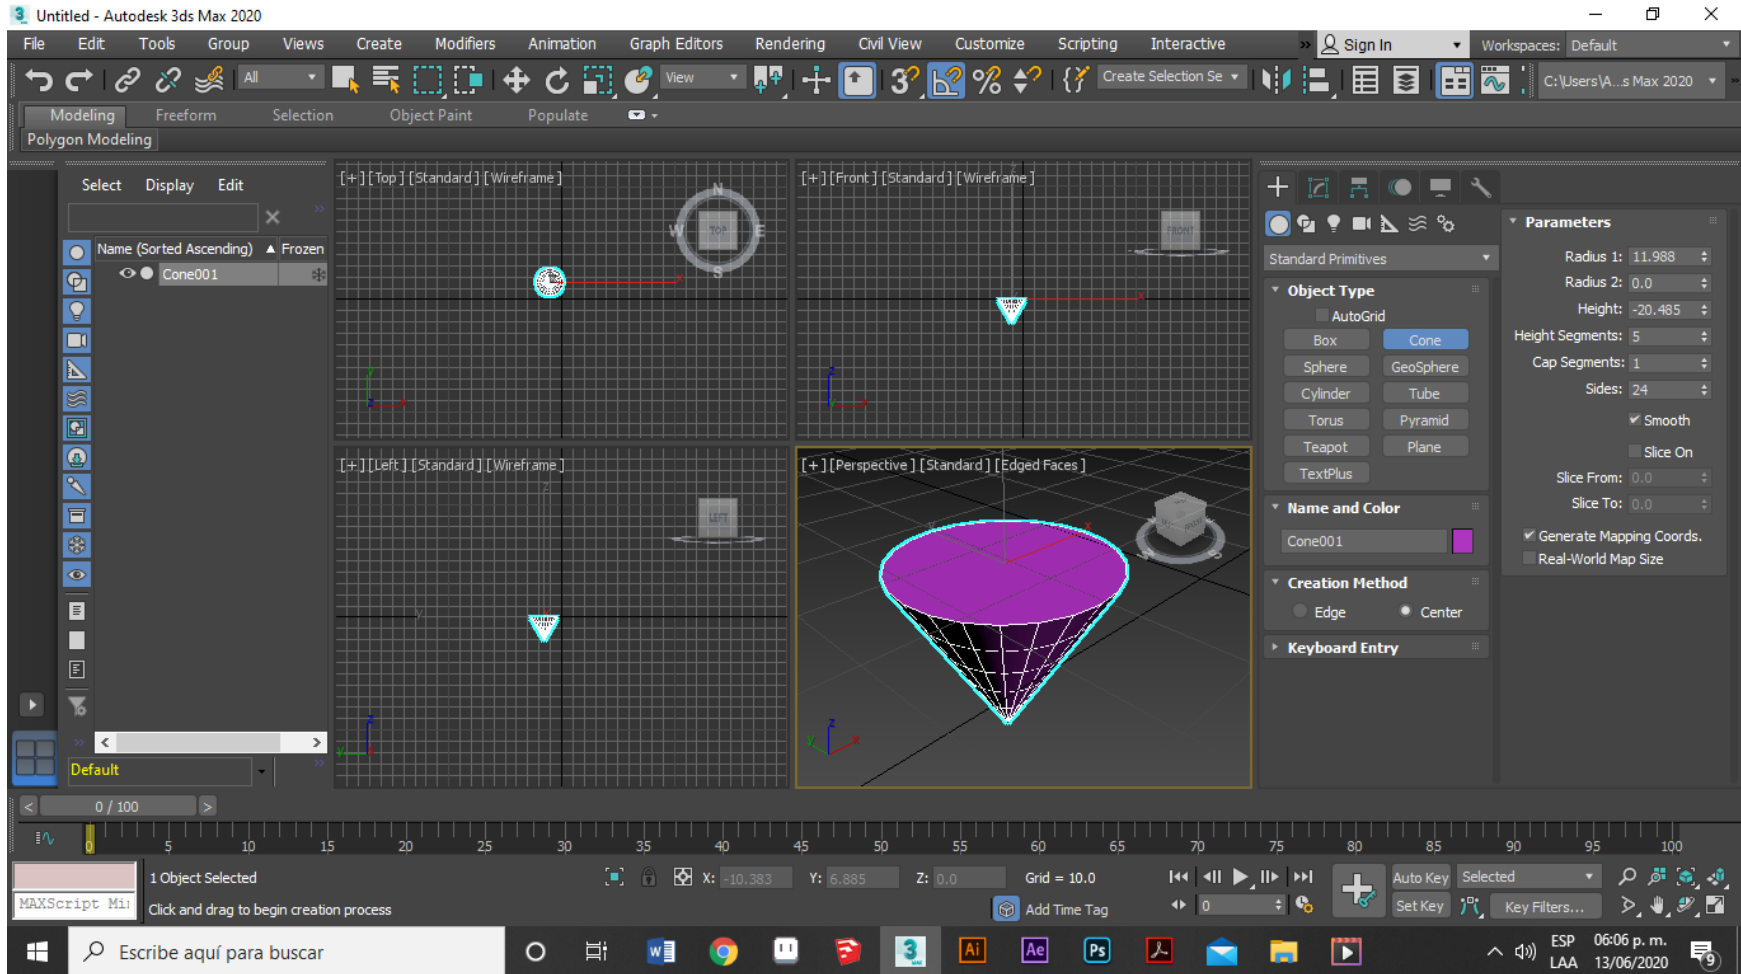 Untitled - Autodesk 3ds Max 2020
File Edit Tools Group Views Create Modifiers Animation Graph Editors Rendering Civil View Customize Scripting Interactive » Sign In Workspaces: Default
All View Create Selection Se C:\Users\A...s Max 2020
Modeling Freeform Selection Object Paint Populate
Polygon Modeling
Select Display Edit
Name (Sorted Ascending) Frozen
Cone001
Default
[+][Top][Standard][Wireframe]
N
W TOP E
S
x
y
z x
[+][Front][Standard][Wireframe]
FRONT
x
z
y x
[+][Left][Standard][Wireframe]
LEFT
z
y x
[+][Perspective][Standard][Edged Faces]
x
z
y x
Standard Primitives
Object Type
AutoGrid
Box Cone
Sphere GeoSphere
Cylinder Tube
Torus Pyramid
Teapot Plane
TextPlus
Name and Color
Cone001
Creation Method
Edge Center
Keyboard Entry
Parameters
Radius 1: 11.988
Radius 2: 0.0
Height: -20.485
Height Segments: 5
Cap Segments: 1
Sides: 24
Smooth
Slice On
Slice From: 0.0
Slice To: 0.0
Generate Mapping Coords.
Real-World Map Size
< 0 / 100 >
0 5 10 15 20 25 30 35 40 45 50 55 60 65 70 75 80 85 90 95 100
1 Object Selected X: -10.383 Y: 6.885 Z: 0.0 Grid = 10.0 Auto Key Selected
MAXScript Mi Click and drag to begin creation process Add Time Tag 0 Set Key Key Filters...
Escribe aquí para buscar
Ai Ae Ps
ESP 06:06 p. m.
LAA 13/06/2020 9